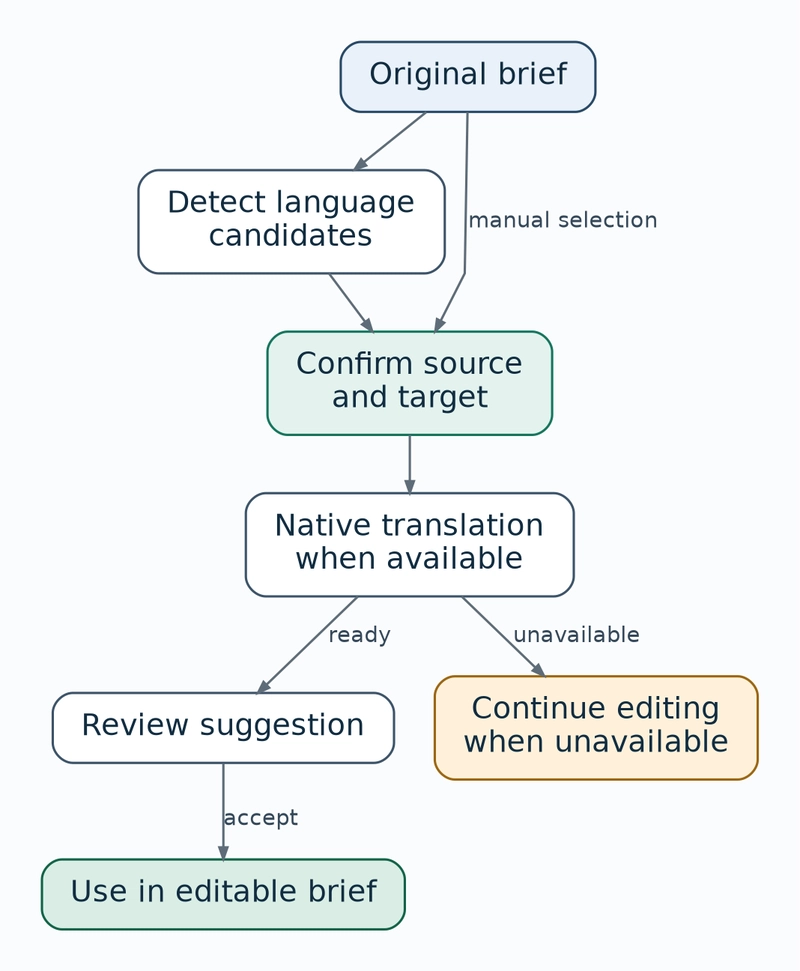 Original brief
Detect language
candidates
manual selection
Confirm source
and target
Native translation
when available
ready
unavailable
Review suggestion
Continue editing
when unavailable
accept
Use in editable brief